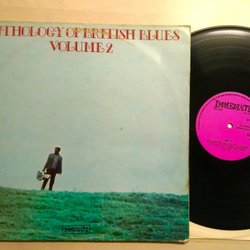 NTHOLOGY OF BRITISH BLUES
VOLUME 2
IMMEDIATE
IMMEDIATE